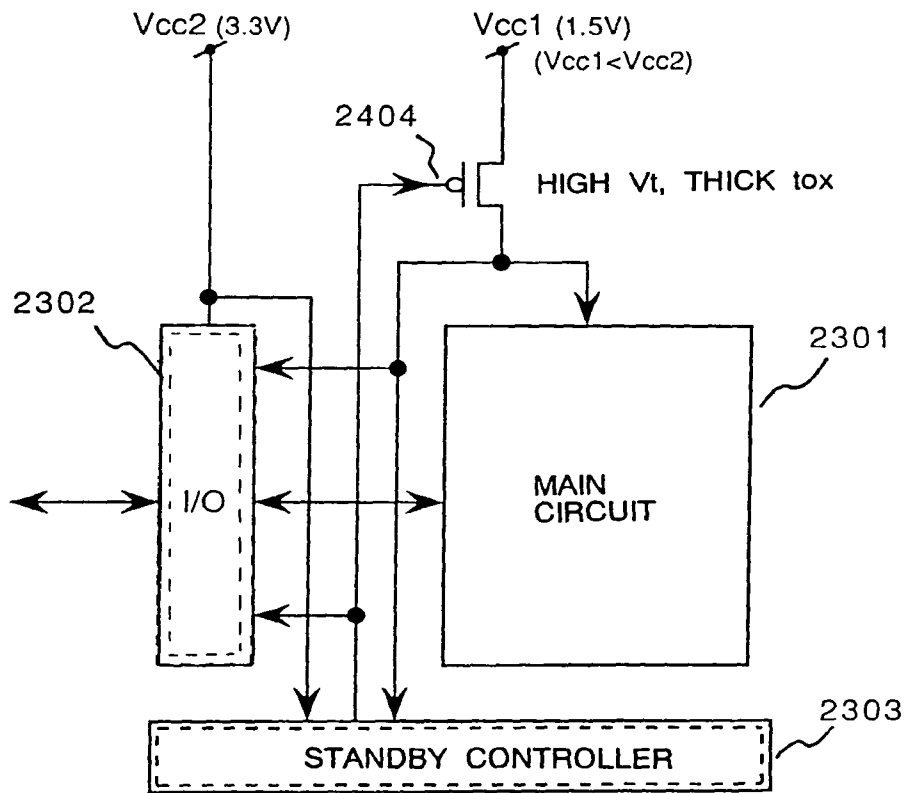 Vcc2 (3.3V)
Vcc1 (1.5V)
(Vcc1<Vcc2)
2404
HIGH Vt, THICK tox
2302
2301
I/O
MAIN
CIRCUIT
2303
STANDBY CONTROLLER